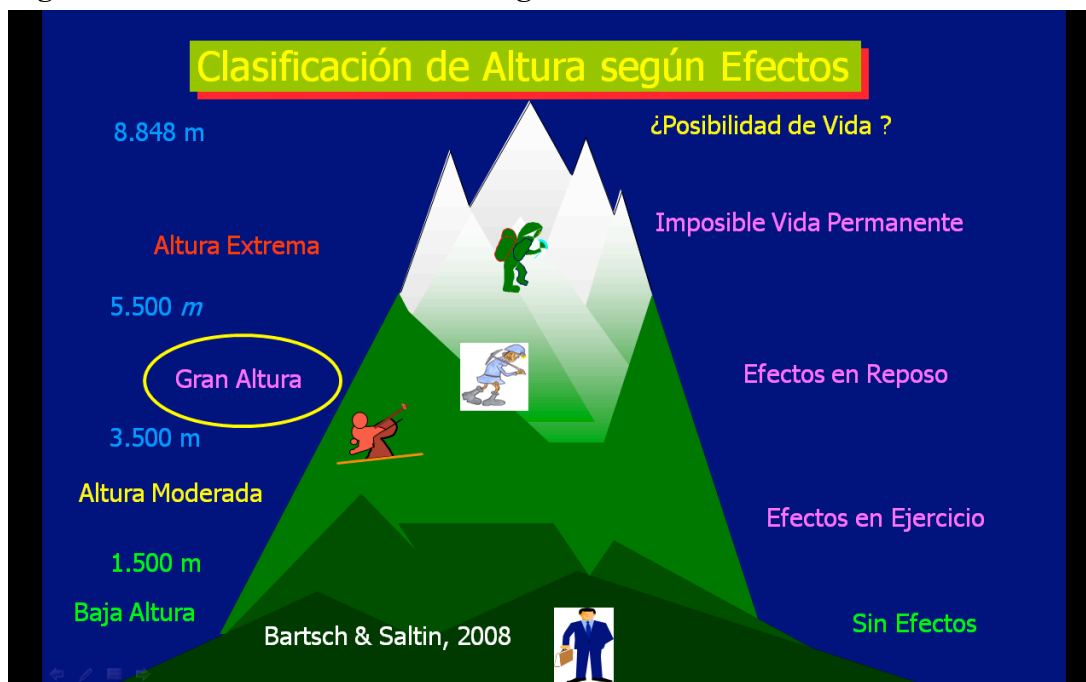 Clasificación de Altura según Efectos
8.848 m
¿Posibilidad de Vida ?
Imposible Vida Permanente
Altura Extrema
5.500 m
Gran Altura
Efectos en Reposo
3.500 m
Altura Moderada
Efectos en Ejercicio
1.500 m
Baja Altura
Sin Efectos
Bartsch & Saltin, 2008